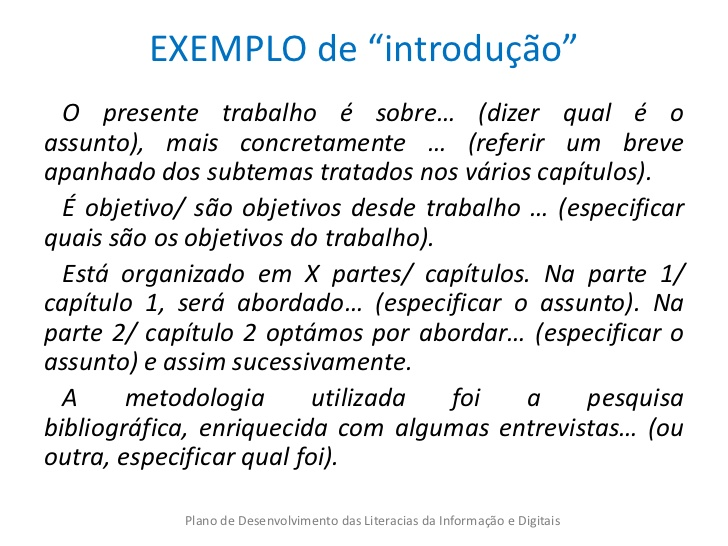 EXEMPLO de “introdução”
O presente trabalho é sobre… (dizer qual é o
assunto), mais concretamente … (referir um breve
apanhado dos subtemas tratados nos vários capítulos).
É objetivo/ são objetivos desde trabalho … (especificar
quais são os objetivos do trabalho).
Está organizado em X partes/ capítulos. Na parte 1/
capítulo 1, será abordado… (especificar o assunto). Na
parte 2/ capítulo 2 optámos por abordar… (especificar o
assunto) e assim sucessivamente.
A metodologia utilizada foi a pesquisa
bibliográfica, enriquecida com algumas entrevistas… (ou
outra, especificar qual foi).
Plano de Desenvolvimento das Literacias da Informação e Digitais